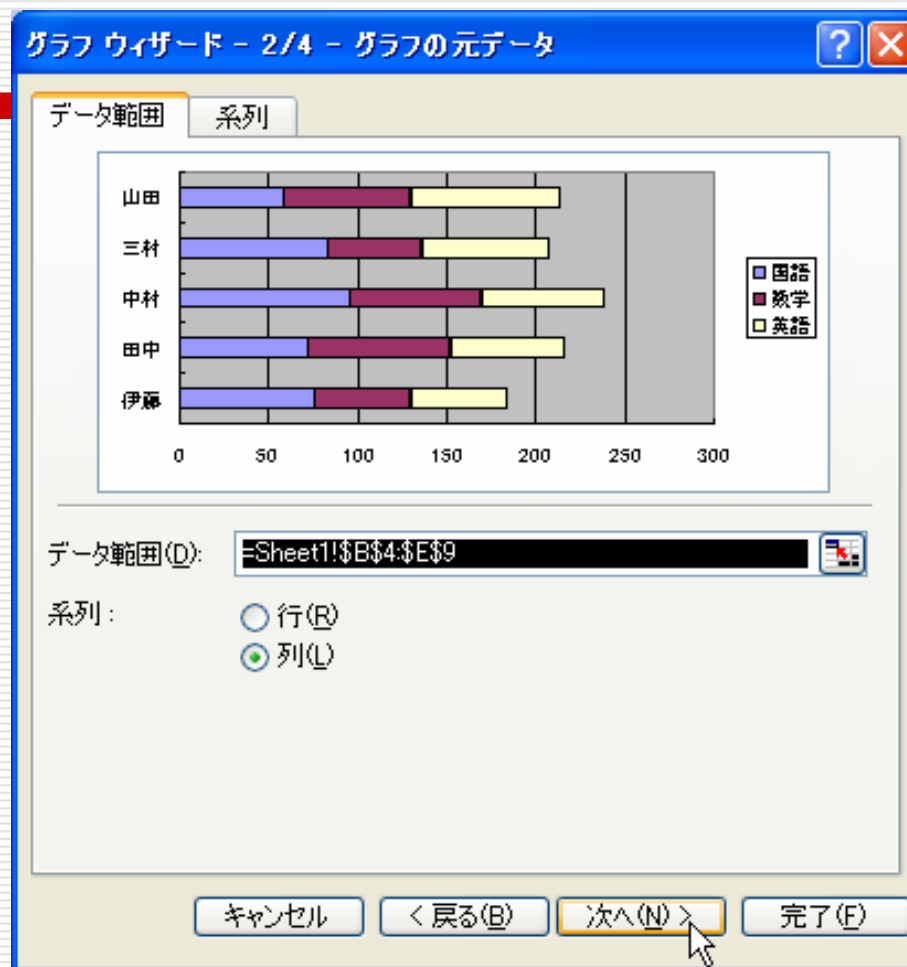 グラフ ウィザード - 2/4 - グラフの元データ
データ範囲 系列
山田
三村
中村
田中
伊藤
国語
数学
英語
0 50 100 150 200 250 300
データ範囲(D): =Sheet1!$B$4:$E$9
系列:
行(R)
列(L)
キャンセル < 戻る(B) 次へ(N) > 完了(F)